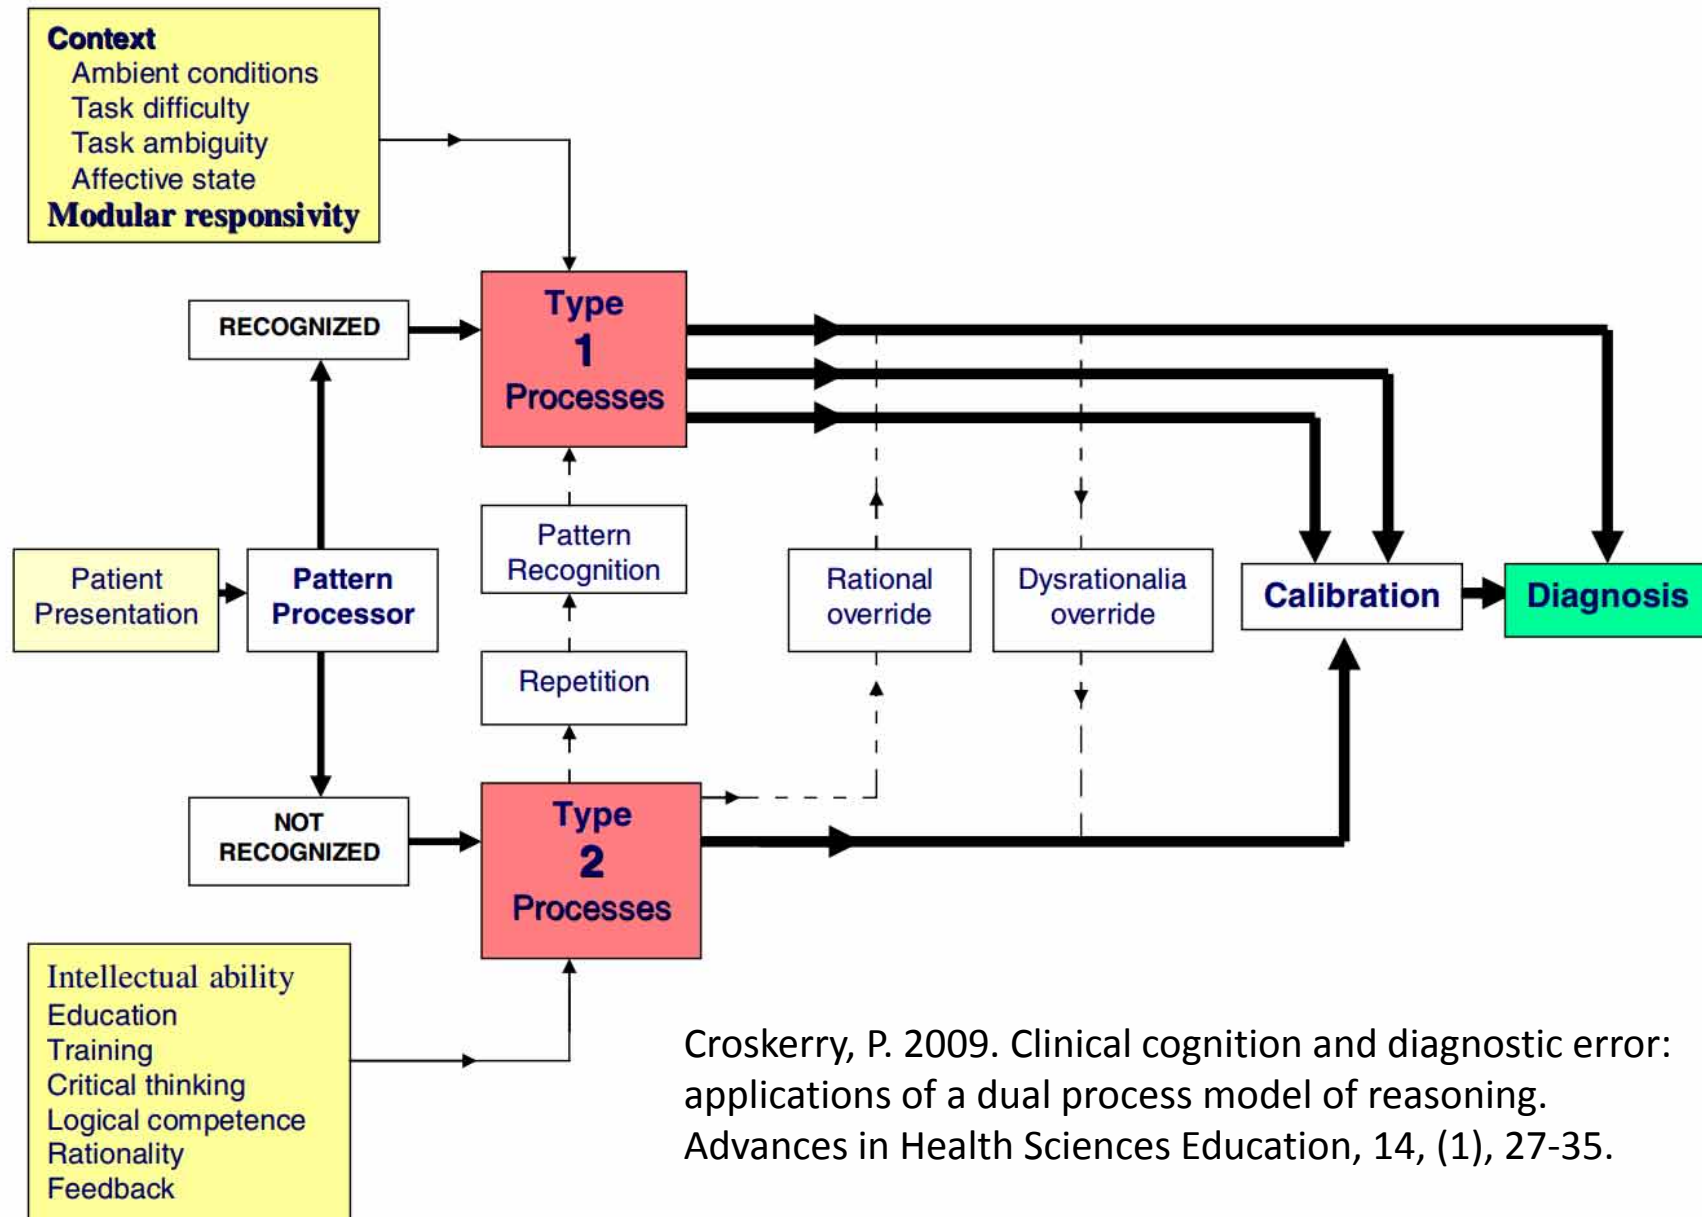 Context
Ambient conditions
Task difficulty
Task ambiguity
Affective state
Modular responsivity
RECOGNIZED
Type
1
Processes
Patient
Presentation
Pattern
Processor
Pattern
Recognition
Repetition
Rational
override
Dysrationalia
override
Calibration
Diagnosis
NOT
RECOGNIZED
Type
2
Processes
Intellectual ability
Education
Training
Critical thinking
Logical competence
Rationality
Feedback
Croskerry, P. 2009. Clinical cognition and diagnostic error:
applications of a dual process model of reasoning.
Advances in Health Sciences Education, 14, (1), 27-35.